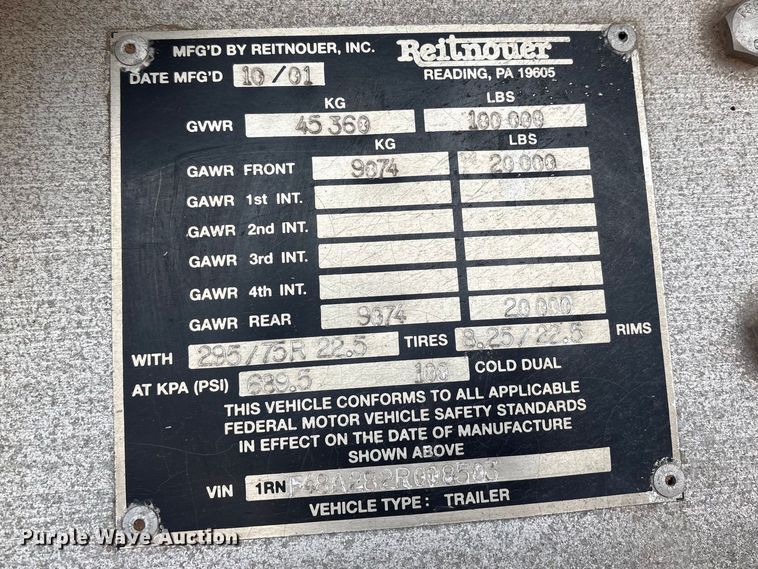 MFG'D BY REITNOUER, INC. Reitnouer
DATE MFG'D 10/01 READING, PA 19605
KG LBS
GVWR 45 360 100 000
KG LBS
GAWR FRONT 9074 20 000
GAWR 1st INT.
GAWR 2nd INT.
GAWR 3rd INT.
GAWR 4th INT.
GAWR REAR 9074 20 000
WITH 295/75R 22.5 TIRES 8.25/22.5 RIMS
AT KPA (PSI) 689.5 100 COLD DUAL
THIS VEHICLE CONFORMS TO ALL APPLICABLE
FEDERAL MOTOR VEHICLE SAFETY STANDARDS
IN EFFECT ON THE DATE OF MANUFACTURE
SHOWN ABOVE
VIN 1RN
VEHICLE TYPE: TRAILER
Purple Wave Auction